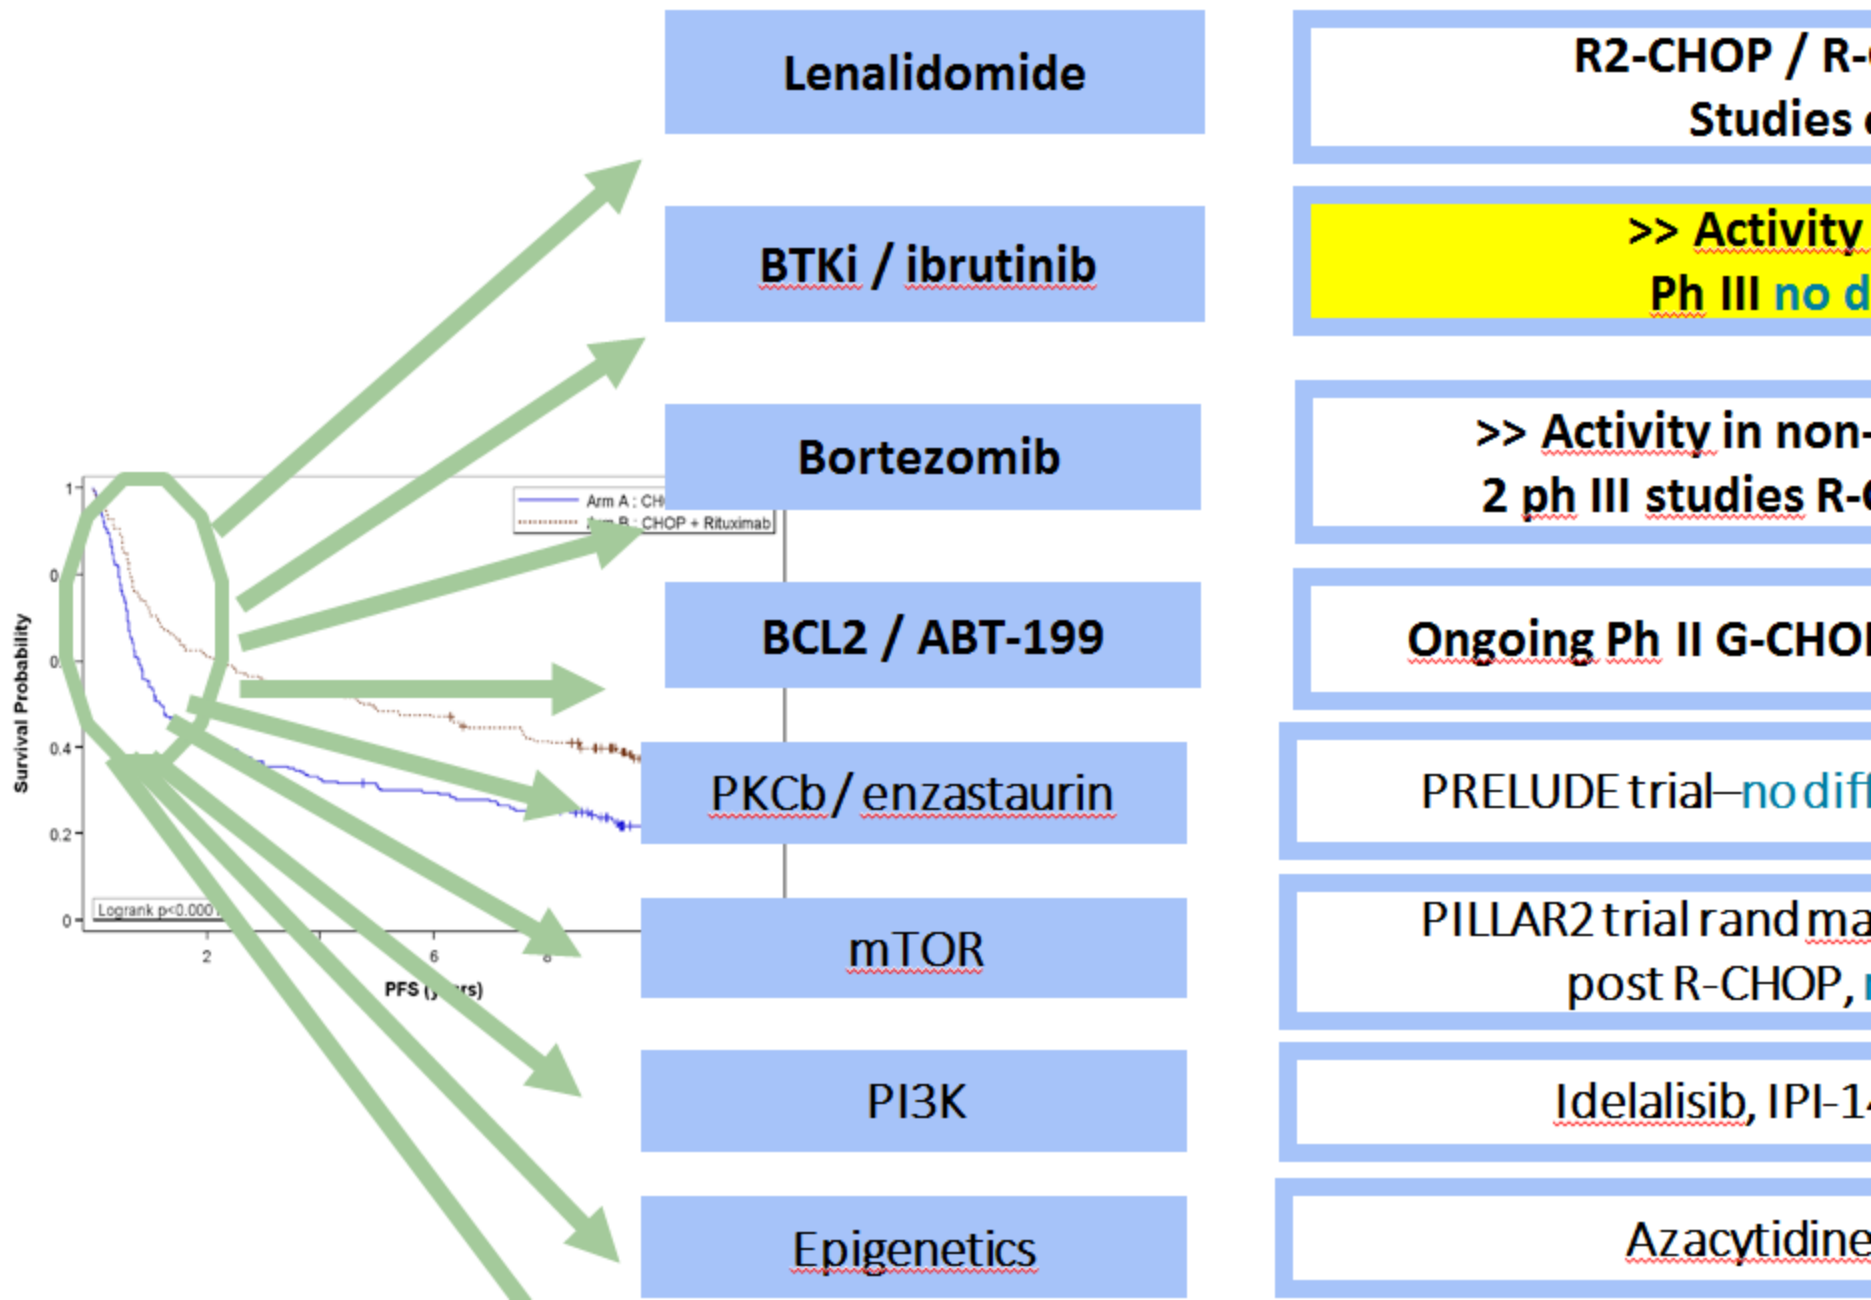 Lenalidomide
R2-CHOP / R-
Studies
BTKi / ibrutinib
>> Activity
Ph III no d
Bortezomib
>> Activity in non-
2 ph III studies R-C
BCL2 / ABT-199
Ongoing Ph II G-CHO
PKCb/ enzastaurin
PRELUDE trial–no diff
mTOR
PILLAR2 trial rand ma
post R-CHOP,
PI3K
Idelalisib, IPI-14
Epigenetics
Azacytidine
Arm A : CH
Arm B : CHOP + Rituximab
Survival Probability
1
0.4
0.2
0
Logrank p<0.000
2
6
8
PFS (years)